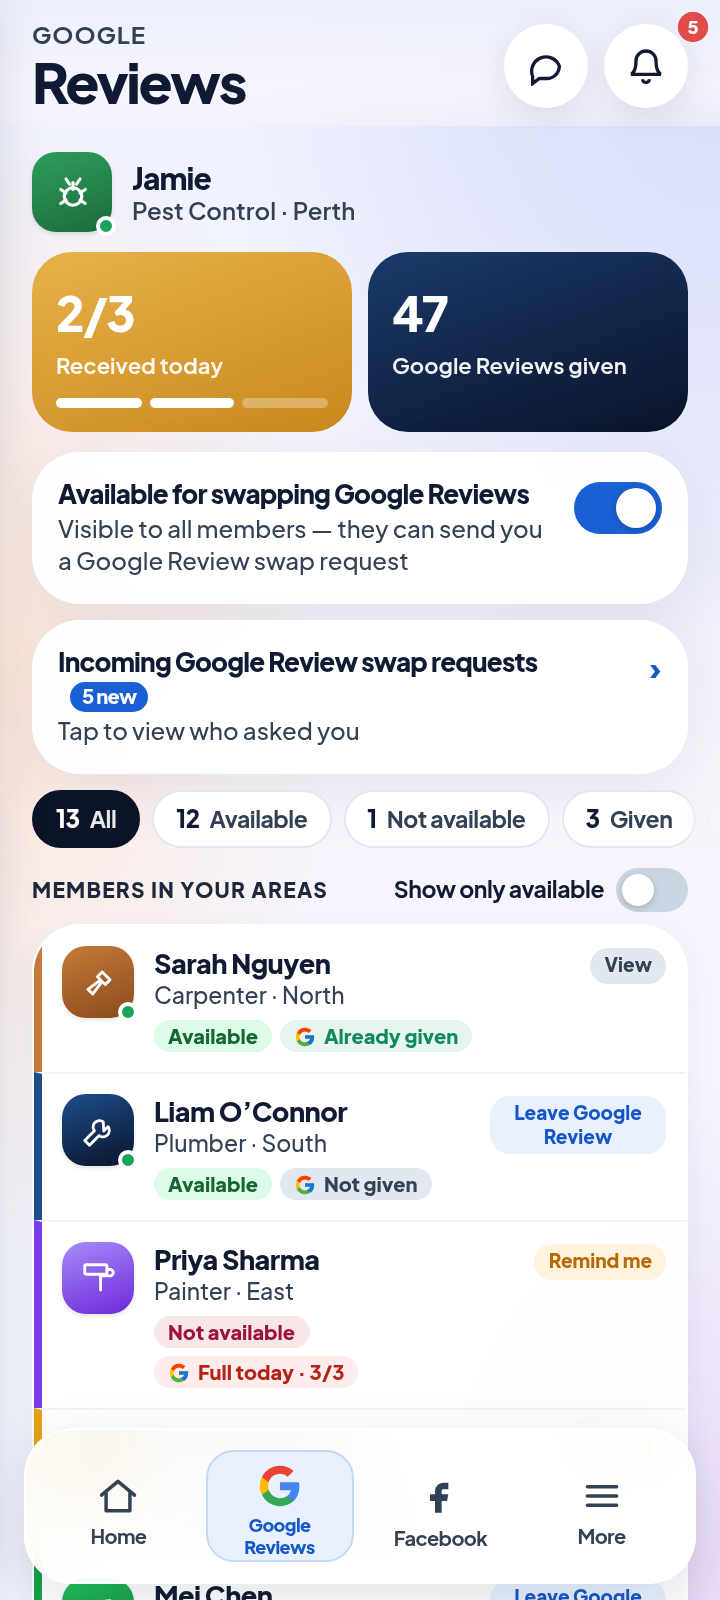 GOOGLE
Reviews
5
Jamie
Pest Control · Perth
2/3
Received today
47
Google Reviews given
Available for swapping Google Reviews
Visible to all members — they can send you
a Google Review swap request
Incoming Google Review swap requests
5 new
Tap to view who asked you
13 All
12 Available
1 Not available
3 Given
MEMBERS IN YOUR AREAS
Show only available
Sarah Nguyen
View
Carpenter · North
Available
Already given
Liam O’Connor
Leave Google
Review
Plumber · South
Available
Not given
Priya Sharma
Remind me
Painter · East
Not available
Full today · 3/3
Home
Google
Reviews
Facebook
More
Mei Chen
Leave Google